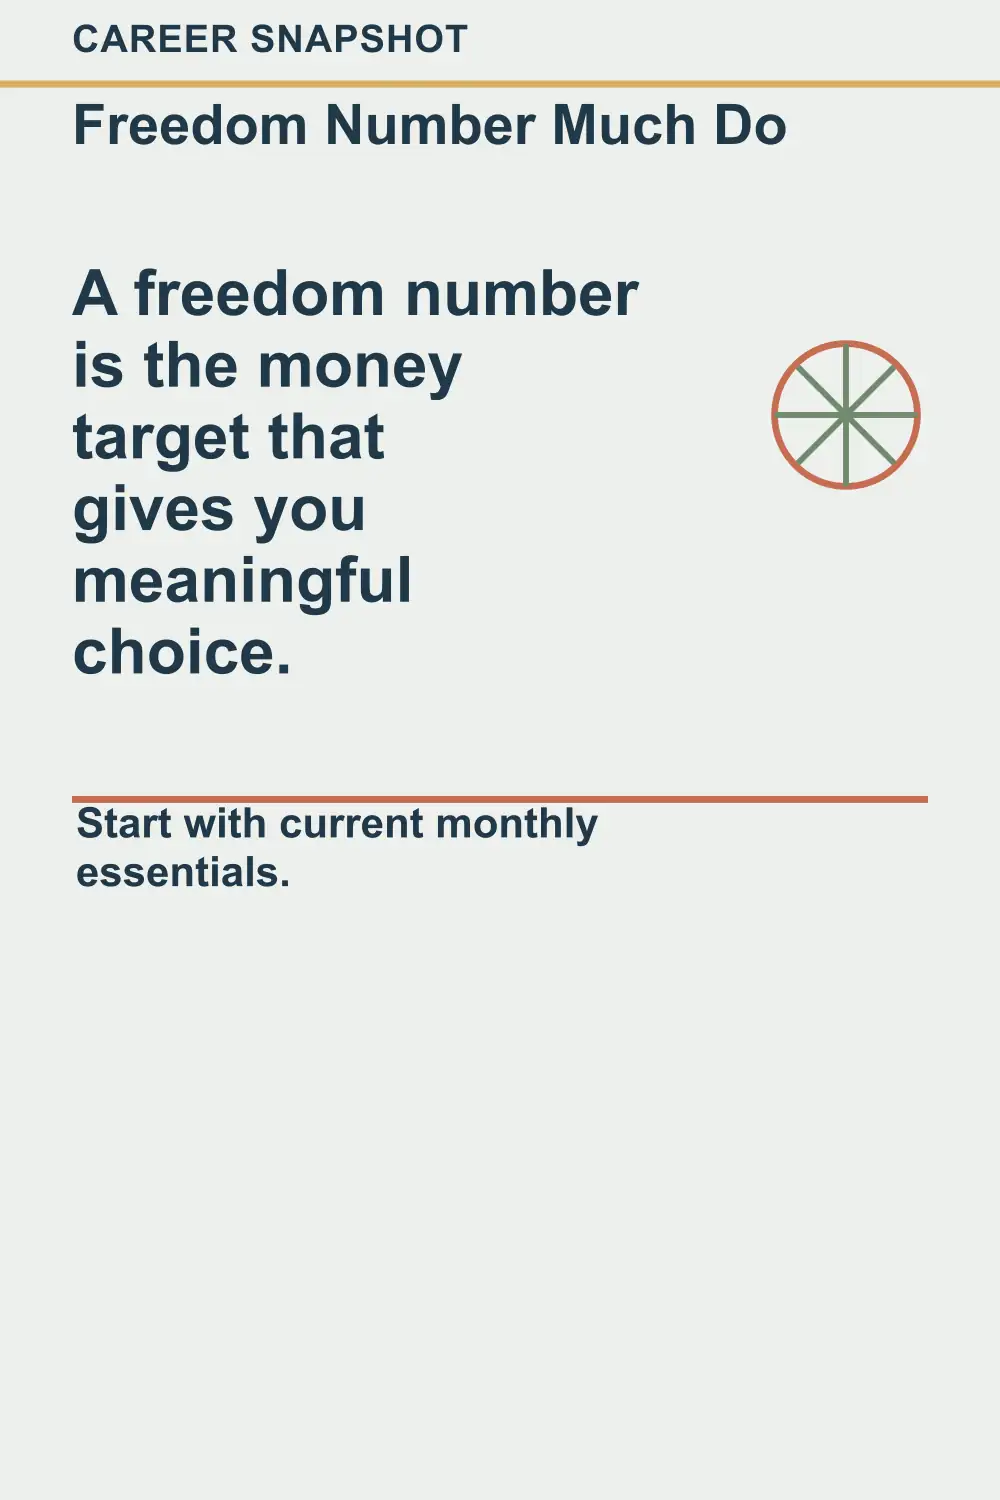 CAREER SNAPSHOT
Freedom Number Much Do
A freedom number
is the money
target that
gives you
meaningful
choice.
Start with current monthly
essentials.